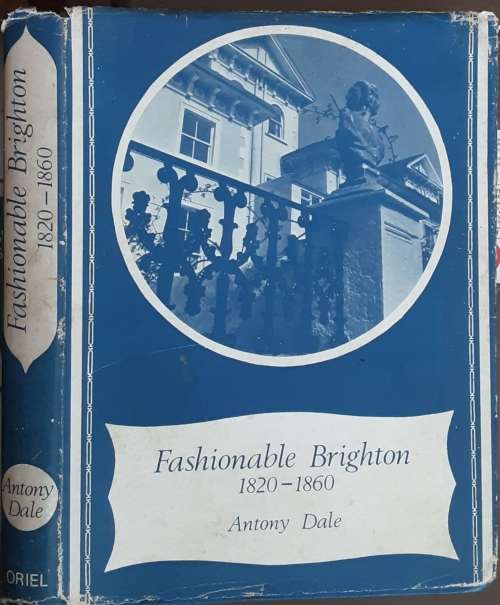 Fashionable Brighton
1820-1860
Antony
Dale
ORIEL
Fashionable Brighton
1820-1860
Antony Dale